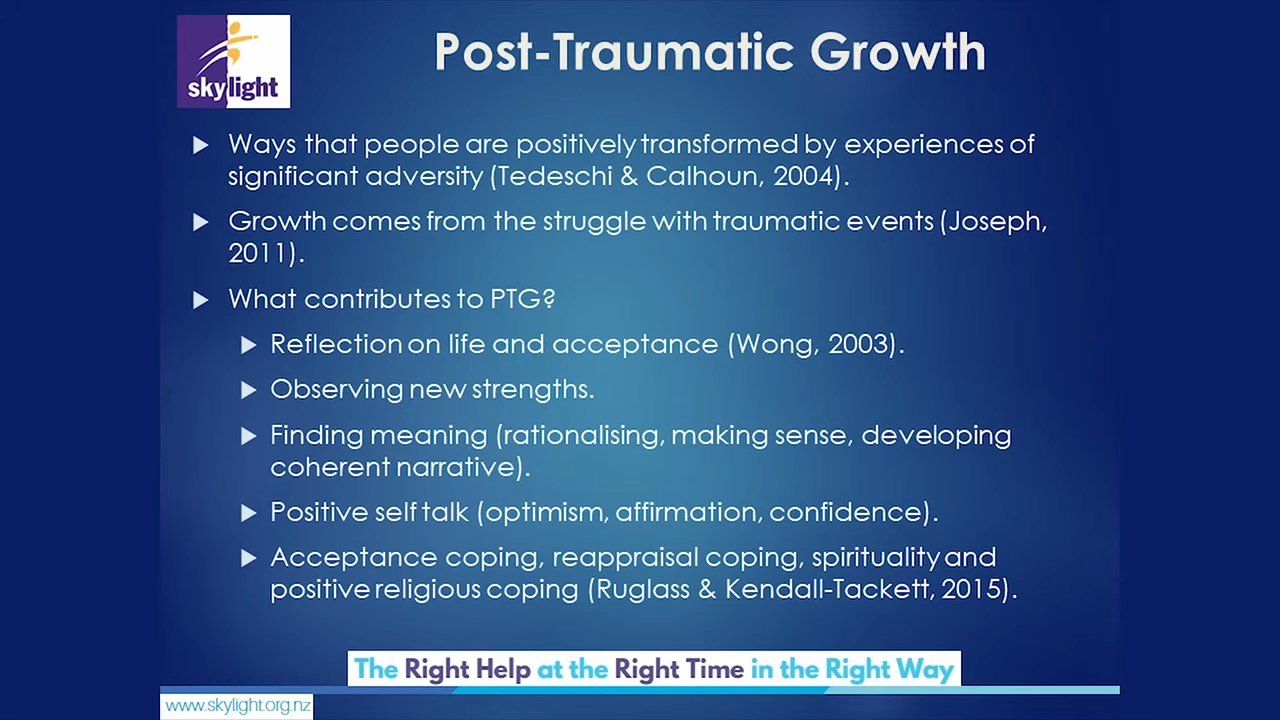 skylight
Post-Traumatic Growth
Ways that people are positively transformed by experiences of
significant adversity (Tedeschi & Calhoun, 2004).
Growth comes from the struggle with traumatic events (Joseph,
2011).
What contributes to PTG?
Reflection on life and acceptance (Wong, 2003).
Observing new strengths.
Finding meaning (rationalising, making sense, developing
coherent narrative).
Positive self talk (optimism, affirmation, confidence).
Acceptance coping, reappraisal coping, spirituality and
positive religious coping (Ruglass & Kendall-Tackett, 2015).
The Right Help at the Right Time in the Right Way
www.skylight.org.nz